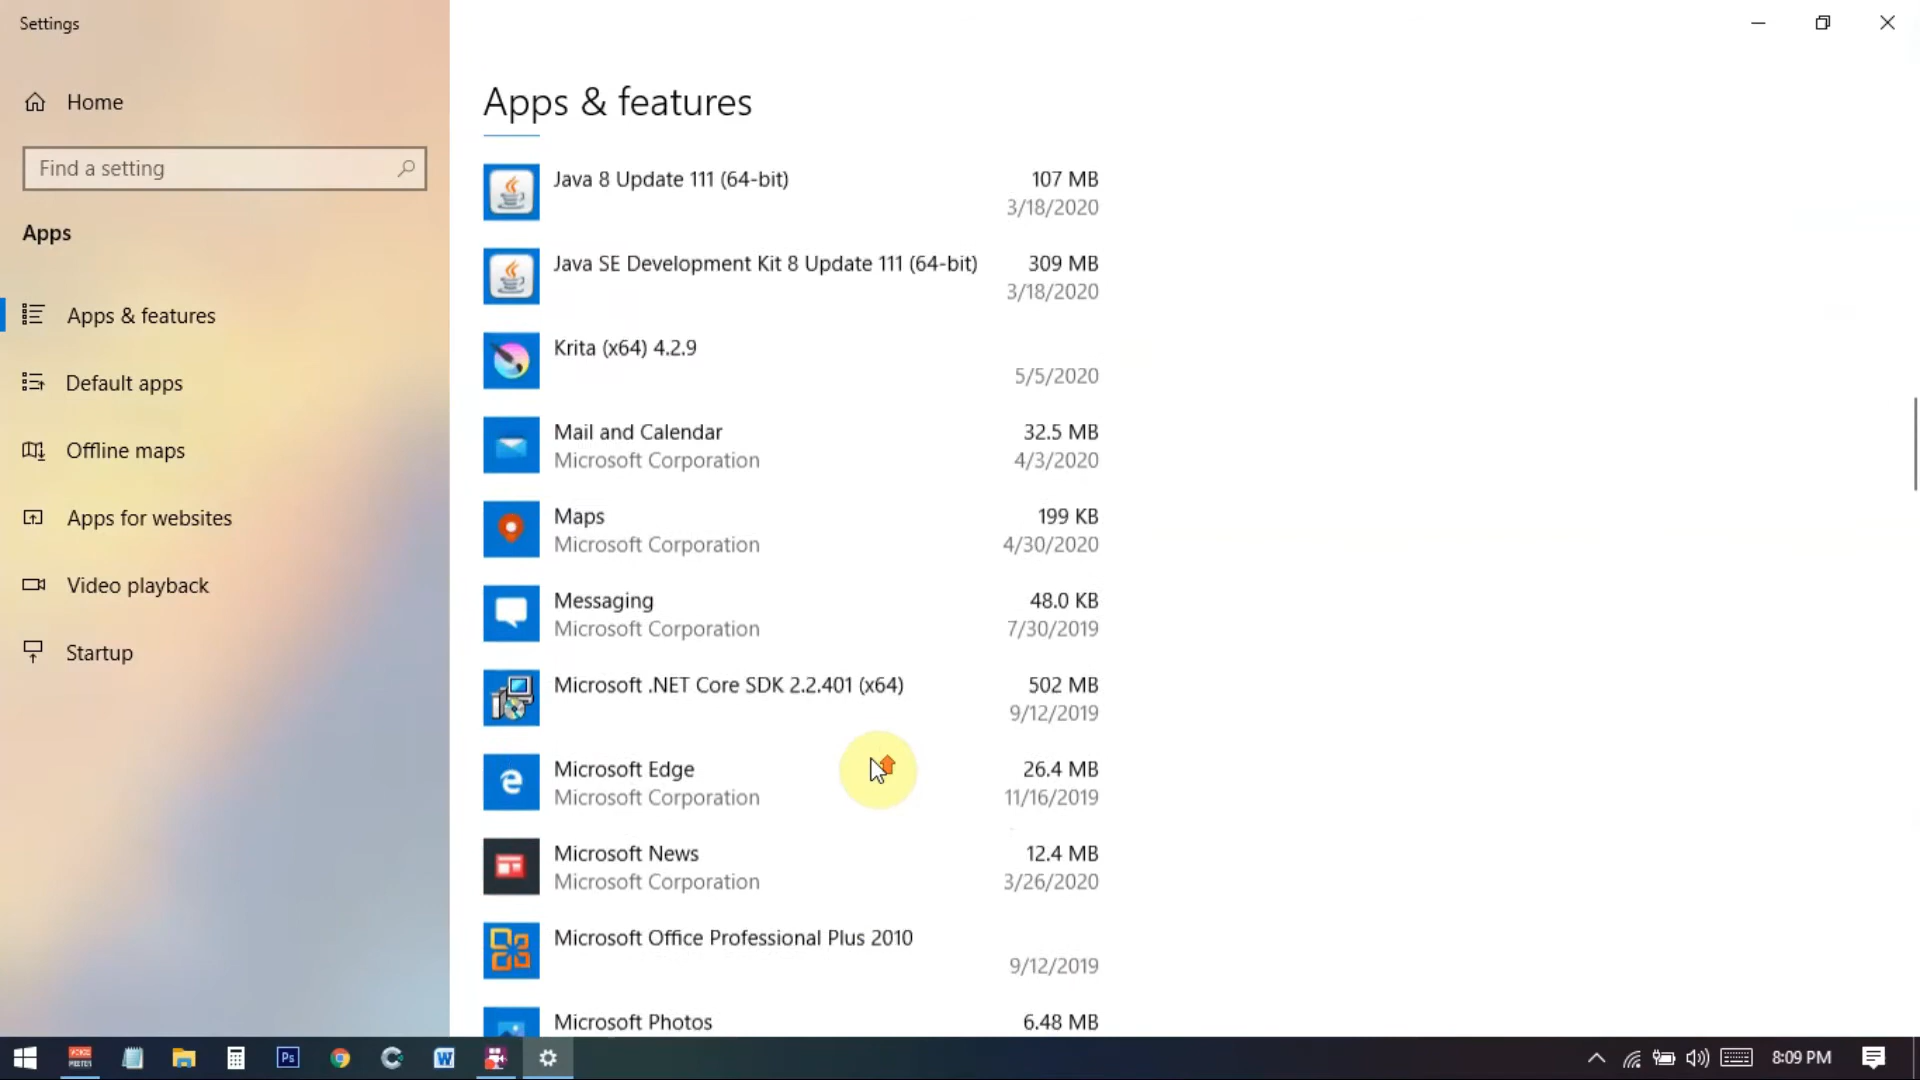 Settings
Home
Find a setting
Apps
Apps & features
Default apps
Offline maps
Apps for websites
Video playback
Startup
Apps & features
Java 8 Update 111 (64-bit) 107 MB
3/18/2020
Java SE Development Kit 8 Update 111 (64-bit) 309 MB
3/18/2020
Krita (x64) 4.2.9
5/5/2020
Mail and Calendar 32.5 MB
Microsoft Corporation 4/3/2020
Maps 199 KB
Microsoft Corporation 4/30/2020
Messaging 48.0 KB
Microsoft Corporation 7/30/2019
Microsoft .NET Core SDK 2.2.401 (x64) 502 MB
9/12/2019
Microsoft Edge 26.4 MB
Microsoft Corporation 11/16/2019
Microsoft News 12.4 MB
Microsoft Corporation 3/26/2020
Microsoft Office Professional Plus 2010
9/12/2019
Microsoft Photos 6.48 MB
Ps
W
8:09 PM